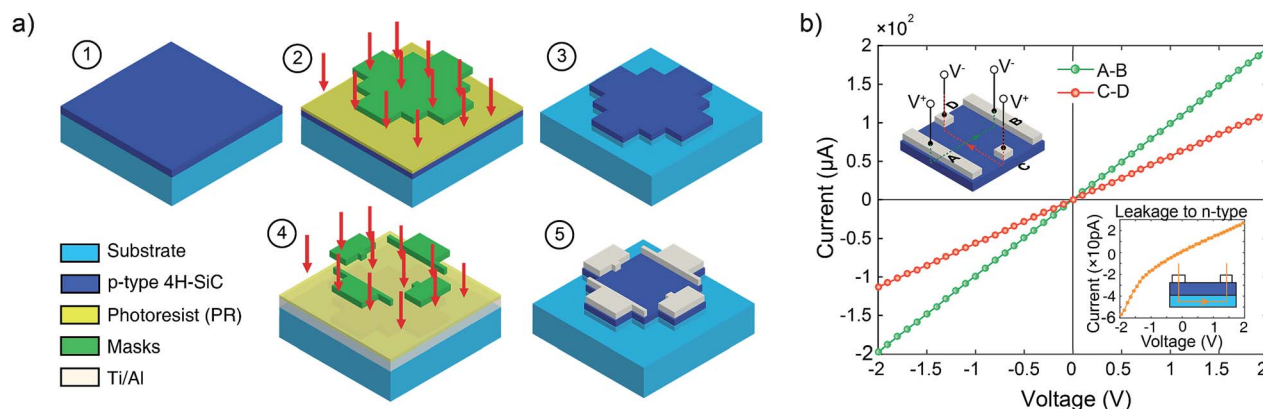 a)
1
2
3
4
5
Substrate
p-type 4H-SiC
Photoresist (PR)
Masks
Ti/Al
b)
×10²
2
1.5
1
0.5
0
-0.5
-1
-1.5
-2
Current (μA)
-2 -1.5 -1 -0.5 0 0.5 1 1.5 2
Voltage (V)
A-B
C-D
V⁻
V⁻
V⁺
V⁺
D
B
A
C
Leakage to n-type
2
0
-2
-4
-6
Current (×10pA)
-2 -1 0 1 2
Voltage (V)